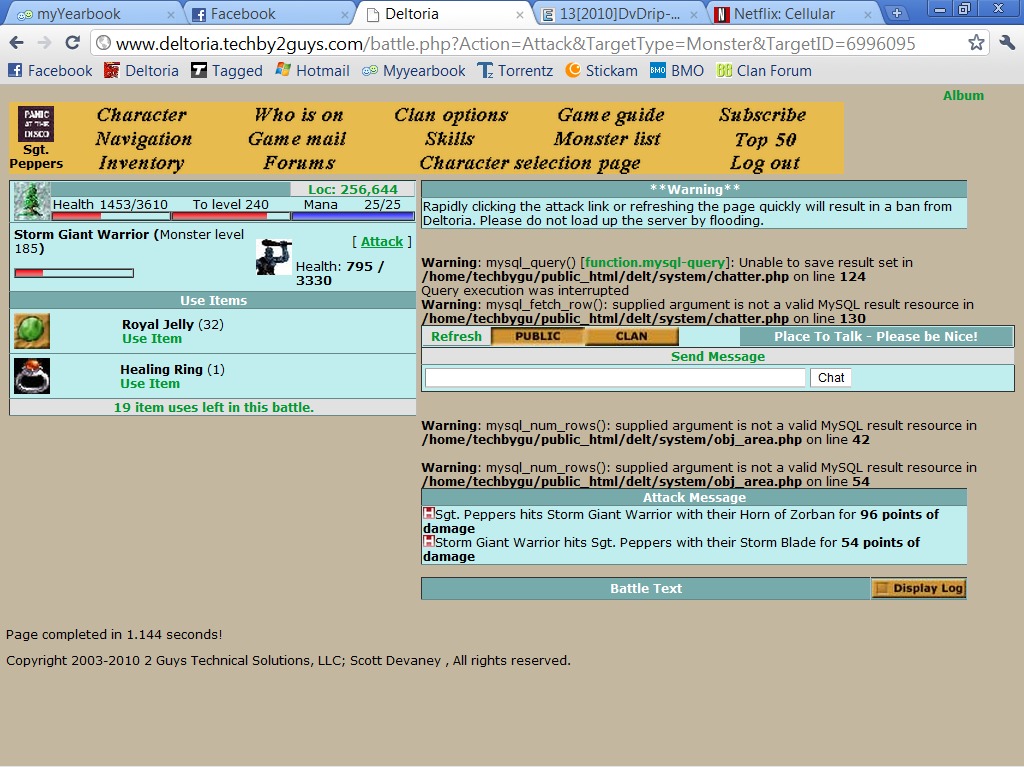 myYearbook
Facebook
Deltoria
13[2010]DvDrip-...
Netflix: Cellular
www.deltoria.techby2guys.com/battle.php?Action=Attack&TargetType=Monster&TargetID=6996095
Facebook Deltoria Tagged Hotmail Myyearbook Torrentz Stickam BMO Clan Forum
Album
PANIC
AT THE
DISCO
Sgt.
Peppers
Character Who is on Clan options Game guide Subscribe
Navigation Game mail Skills Monster list Top 50
Inventory Forums Character selection page Log out
Loc: 256,644
Health 1453/3610 To level 240 Mana 25/25
Storm Giant Warrior (Monster level
185)
[ Attack ]
Health: 795 /
3330
Use Items
Royal Jelly (32)
Use Item
Healing Ring (1)
Use Item
19 item uses left in this battle.
**Warning**
Rapidly clicking the attack link or refreshing the page quickly will result in a ban from
Deltoria. Please do not load up the server by flooding.
Warning: mysql_query() [function.mysql-query]: Unable to save result set in
/home/techbygu/public_html/delt/system/chatter.php on line 124
Query execution was interrupted
Warning: mysql_fetch_row(): supplied argument is not a valid MySQL result resource in
/home/techbygu/public_html/delt/system/chatter.php on line 130
Refresh PUBLIC CLAN Place To Talk - Please be Nice!
Send Message
Chat
Warning: mysql_num_rows(): supplied argument is not a valid MySQL result resource in
/home/techbygu/public_html/delt/system/obj_area.php on line 42
Warning: mysql_num_rows(): supplied argument is not a valid MySQL result resource in
/home/techbygu/public_html/delt/system/obj_area.php on line 54
Attack Message
Sgt. Peppers hits Storm Giant Warrior with their Horn of Zorban for 96 points of
damage
Storm Giant Warrior hits Sgt. Peppers with their Storm Blade for 54 points of
damage
Battle Text Display Log
Page completed in 1.144 seconds!
Copyright 2003-2010 2 Guys Technical Solutions, LLC; Scott Devaney , All rights reserved.